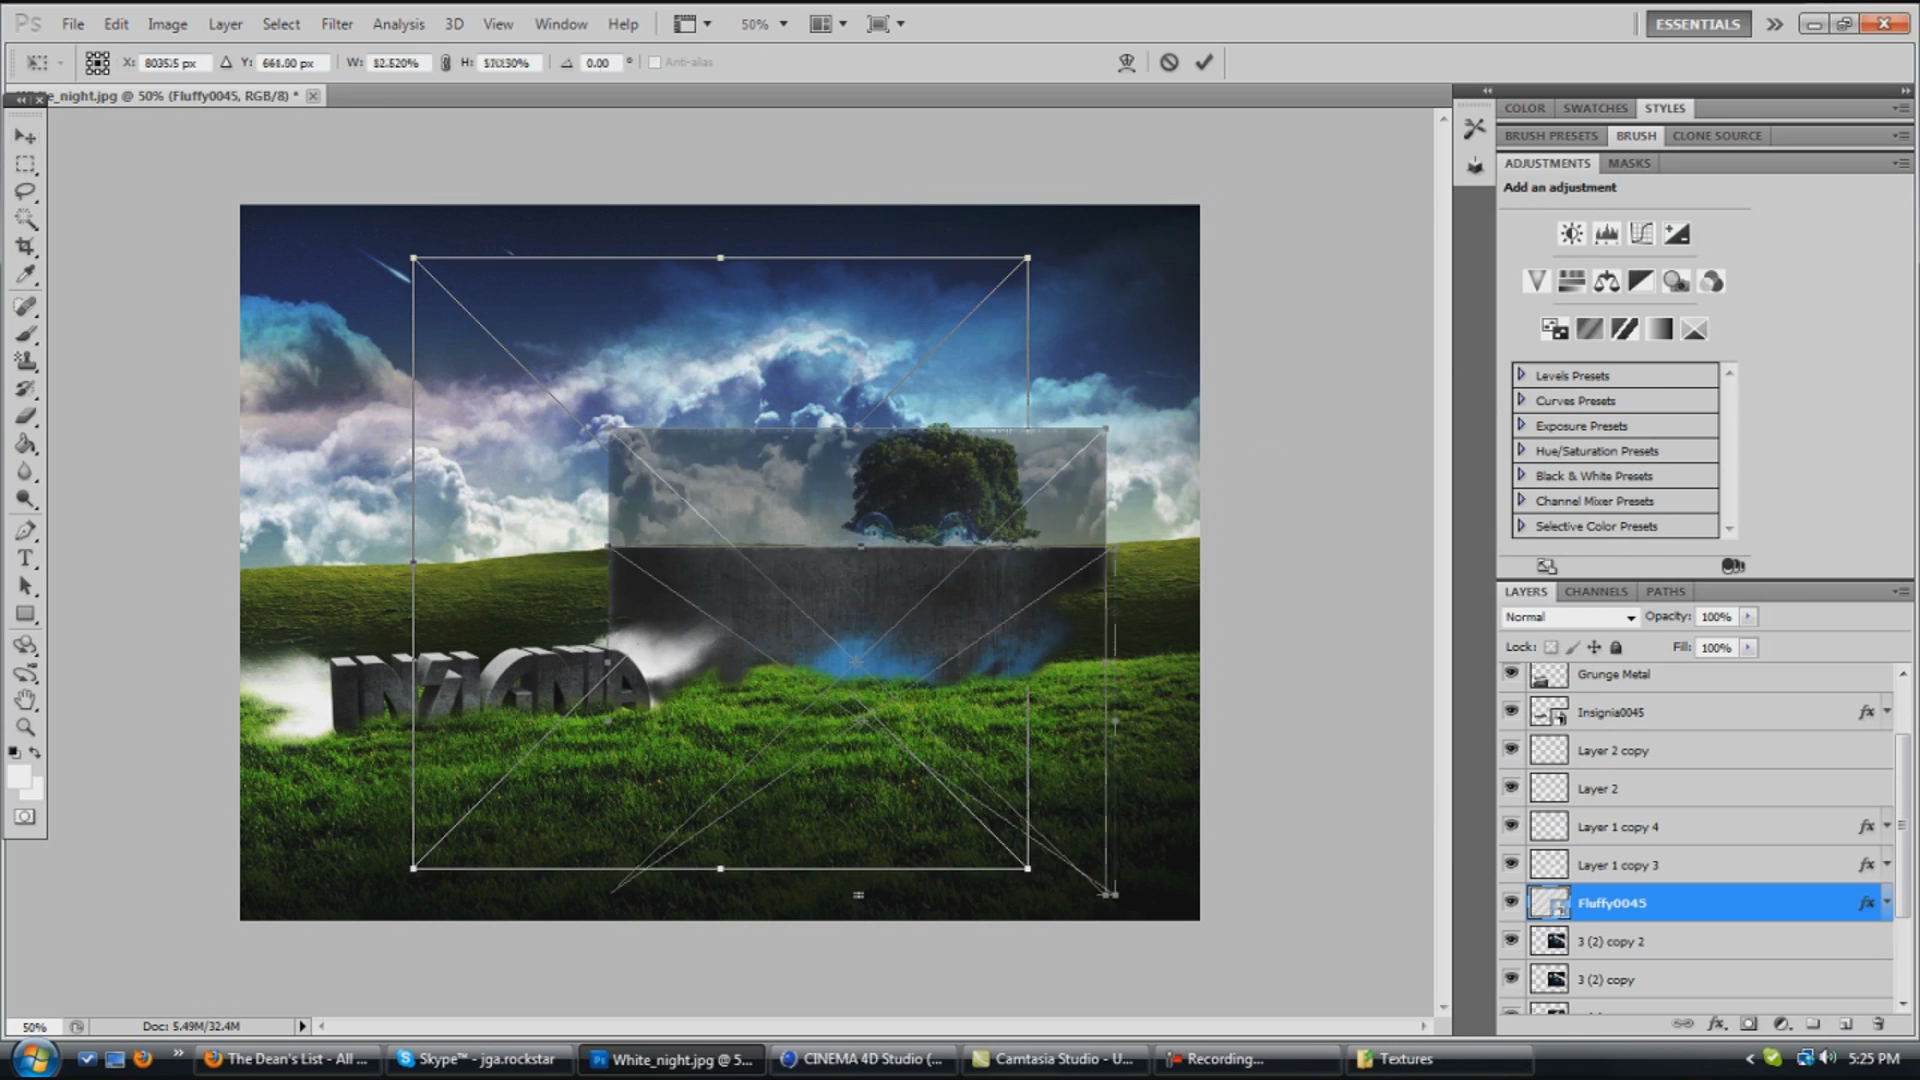 Ps File Edit Image Layer Select Filter Analysis 3D View Window Help 50% ESSENTIALS
X: Y: W: H: 0.00 ° Anti-alias
_night.jpg @ 50% (Fluffy0045, RGB/8) *
COLOR SWATCHES STYLES
BRUSH PRESETS BRUSH CLONE SOURCE
ADJUSTMENTS MASKS
Add an adjustment
Levels Presets
Curves Presets
Exposure Presets
Hue/Saturation Presets
Black & White Presets
Channel Mixer Presets
Selective Color Presets
INSIGNIA
LAYERS CHANNELS PATHS
Normal Opacity: 100%
Lock: Fill: 100%
Grunge Metal
Insignia0045 fx
Layer 2 copy
Layer 2
Layer 1 copy 4 fx
Layer 1 copy 3 fx
Fluffy0045 fx
3 (2) copy 2
3 (2) copy
50% Doc: 5.49M/32.4M
The Dean's List - All ... Skype™ - jga.rockstar White_night.jpg @ 5... CINEMA 4D Studio (... Camtasia Studio - U... Recording... Textures 5:25 PM